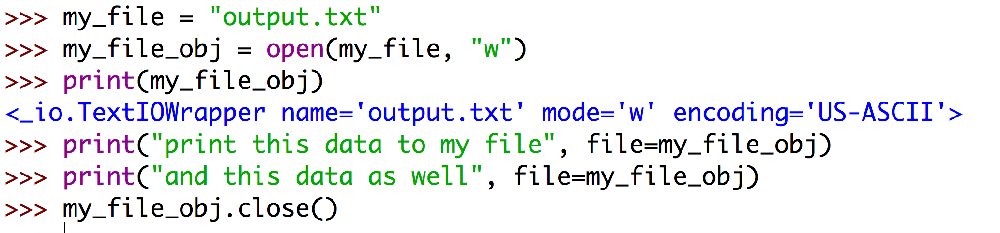 >>> my_file = "output.txt"
>>> my_file_obj = open(my_file, "w")
>>> print(my_file_obj)
<_io.TextIOWrapper name='output.txt' mode='w' encoding='US-ASCII'>
>>> print("print this data to my file", file=my_file_obj)
>>> print("and this data as well", file=my_file_obj)
>>> my_file_obj.close()